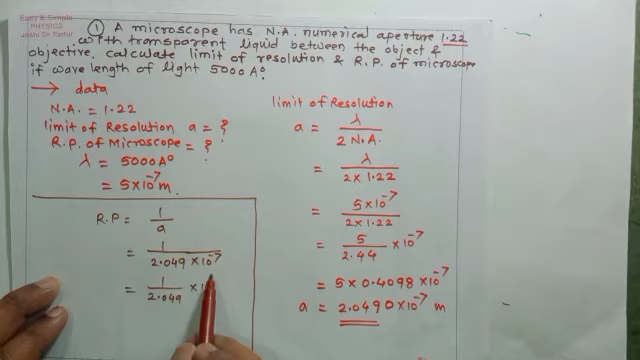 Easy & Simple
PHYSICS
Joshi Sir Pantur
① A microscope has N.A. numerical aperture 1.22
with transparent liquid between the object &
objective. calculate limit of resolution & R.P. of microscope
if wave length of light 5000 A°
→ data
N.A. = 1.22
limit of Resolution a = ?
R.P. of Microscope = ?
λ = 5000 A°
= 5×10⁻⁷ m.
R.P = 1/a
= 1/2.049 × 10⁻⁷
= 1/2.049 × 1
limit of Resolution
a = λ/2 N.A.
= λ/2 × 1.22
= 5×10⁻⁷/2 × 1.22
= 5/2.44 × 10⁻⁷
= 5 × 0.4098 × 10⁻⁷
a = 2.0490 × 10⁻⁷ m